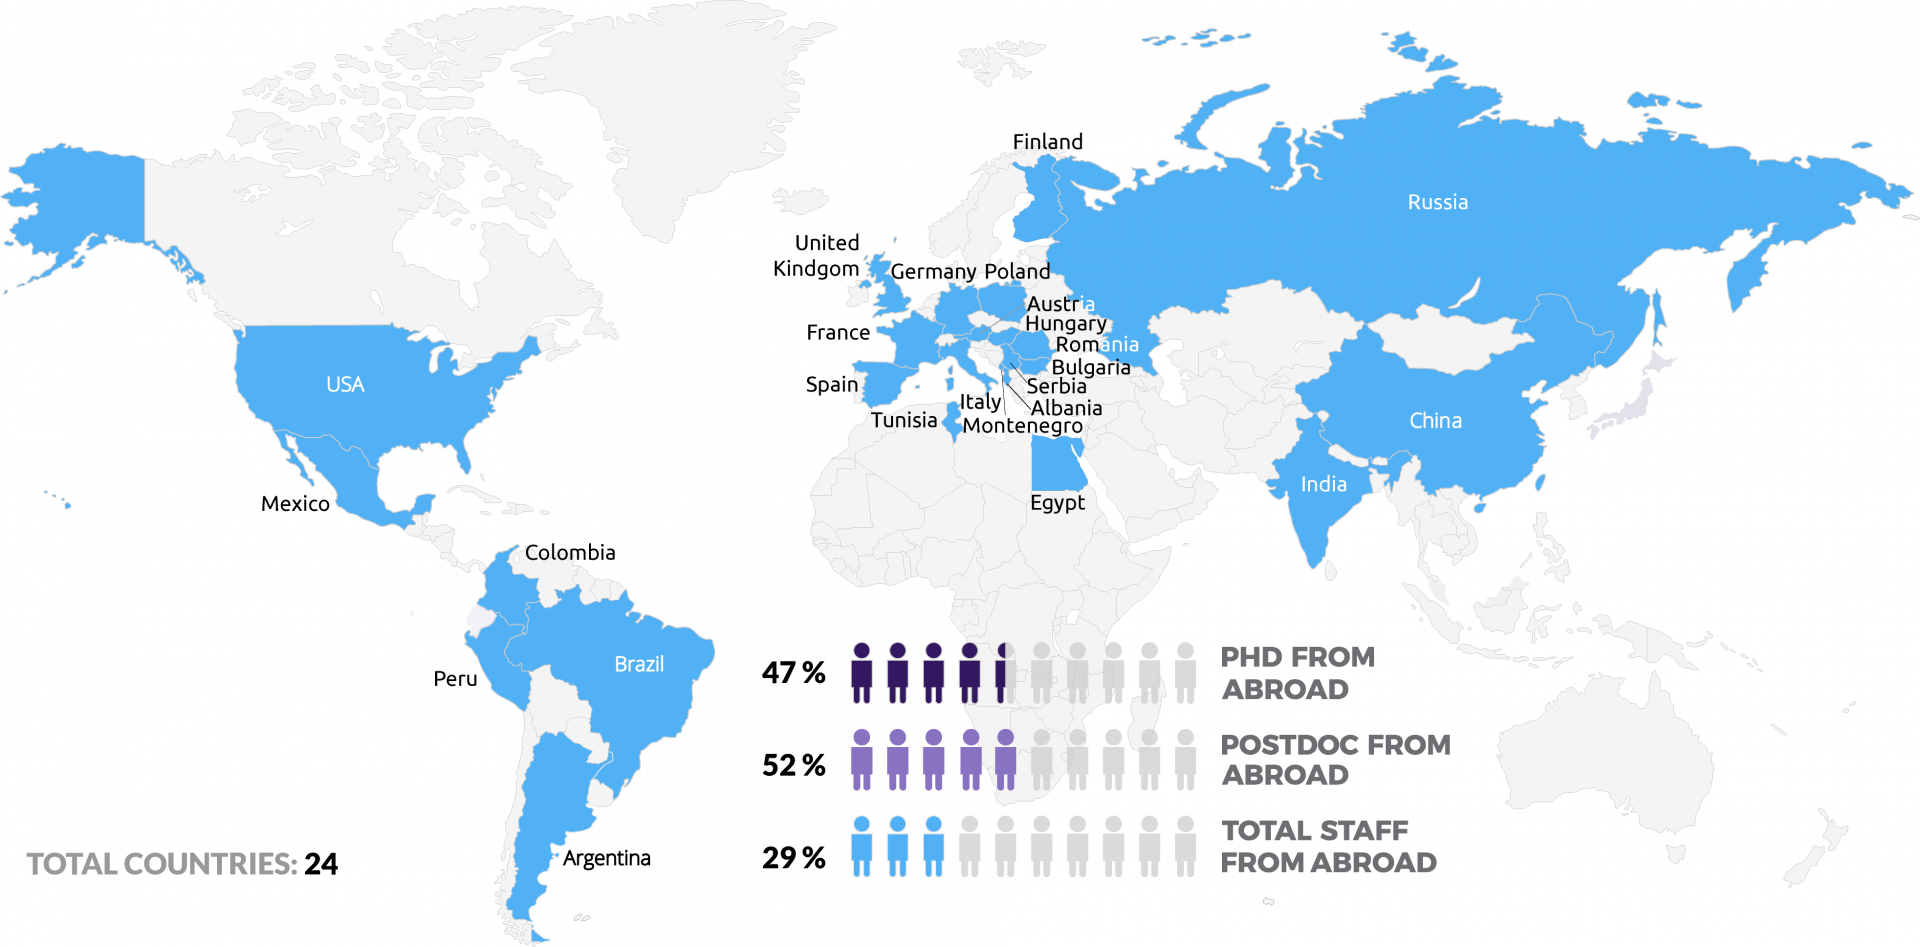 Finland
Russia
United
Kindgom
Germany
Poland
Austria
Hungary
France
Románia
Bulgaria
USA
Spain
Serbia
Italy
Albania
Tunisia
Montenegro
China
India
Mexico
Egypt
Colombia
Brazil
Peru
47 %
PHD FROM
ABROAD
52 %
POSTDOC FROM
ABROAD
29 %
TOTAL STAFF
FROM ABROAD
Argentina
TOTAL COUNTRIES: 24